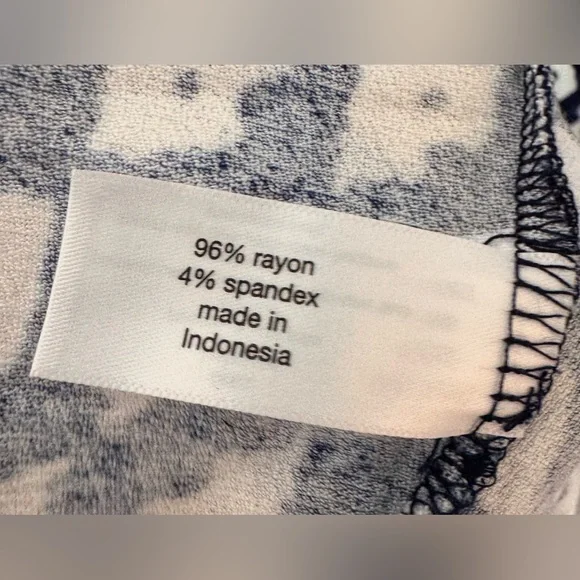 96% rayon
4% spandex
made in
Indonesia